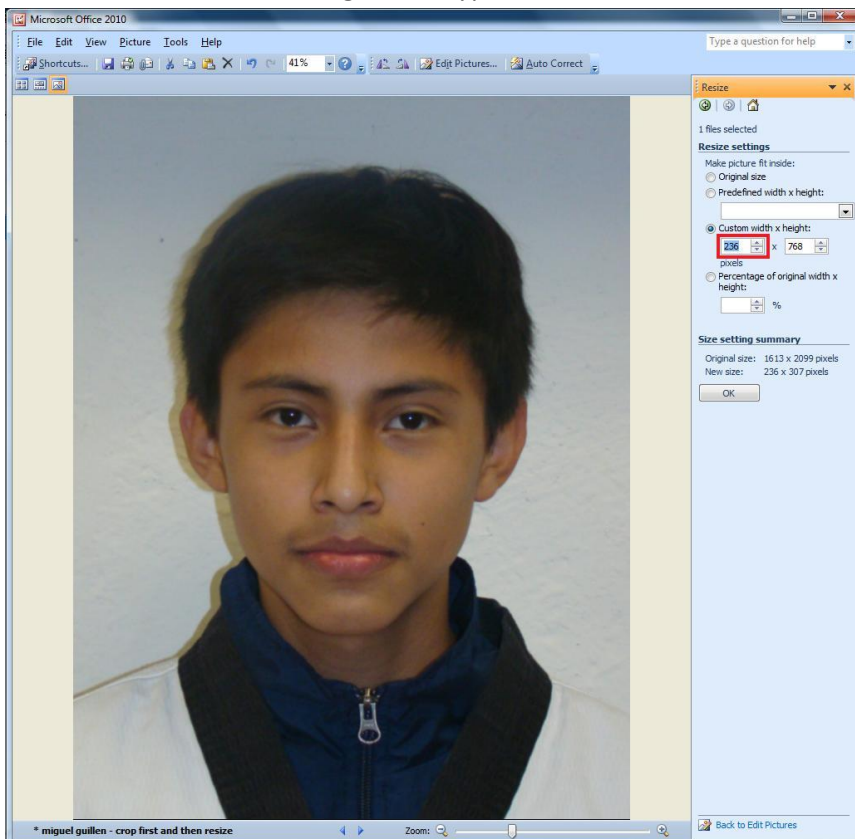 Microsoft Office 2010
File Edit View Picture Tools Help
Type a question for help
Shortcuts... 41% Edit Pictures... Auto Correct
Resize
1 files selected
Resize settings
Make picture fit inside:
Original size
Predefined width x height:
Custom width x height:
236 x 768
pixels
Percentage of original width x
height:
%
Size setting summary
Original size: 1613 x 2099 pixels
New size: 236 x 307 pixels
OK
* miguel guillen - crop first and then resize
Zoom:
Back to Edit Pictures